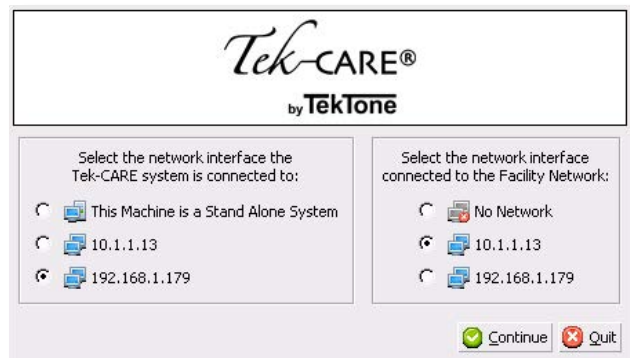 Tek-CARE®
by TekTone
Select the network interface the
Tek-CARE system is connected to:
This Machine is a Stand Alone System
10.1.1.13
192.168.1.179
Select the network interface
connected to the Facility Network:
No Network
10.1.1.13
192.168.1.179
Continue
Quit